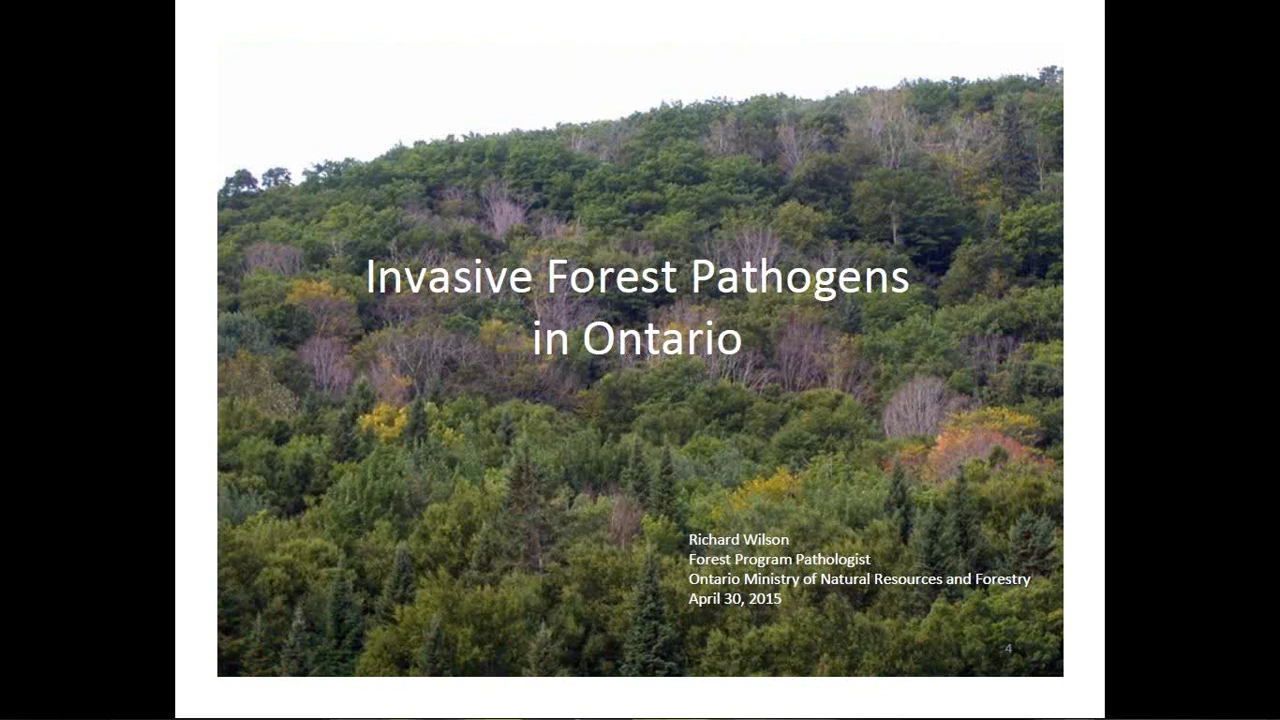 Invasive Forest Pathogens
in Ontario
Richard Wilson
Forest Program Pathologist
Ontario Ministry of Natural Resources and Forestry
April 30, 2015
4